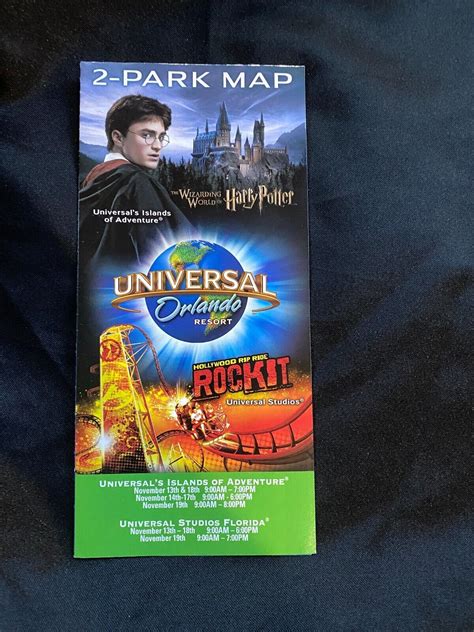 2-PARK MAP
THE WIZARDING WORLD OF Harry Potter
Universal's Islands
of Adventure®
UNIVERSAL
Orlando
RESORT
HOLLYWOOD RIP RIDE
ROCKIT
Universal Studios®
UNIVERSAL'S ISLANDS OF ADVENTURE®
November 13th & 18th 9:00AM – 7:00PM
November 14th-17th 9:00AM - 6:00PM
November 19th 9:00AM – 8:00PM
UNIVERSAL STUDIOS FLORIDA®
November 13th – 18th 9:00AM – 6:00PM
November 19th 9:00AM – 7:00PM